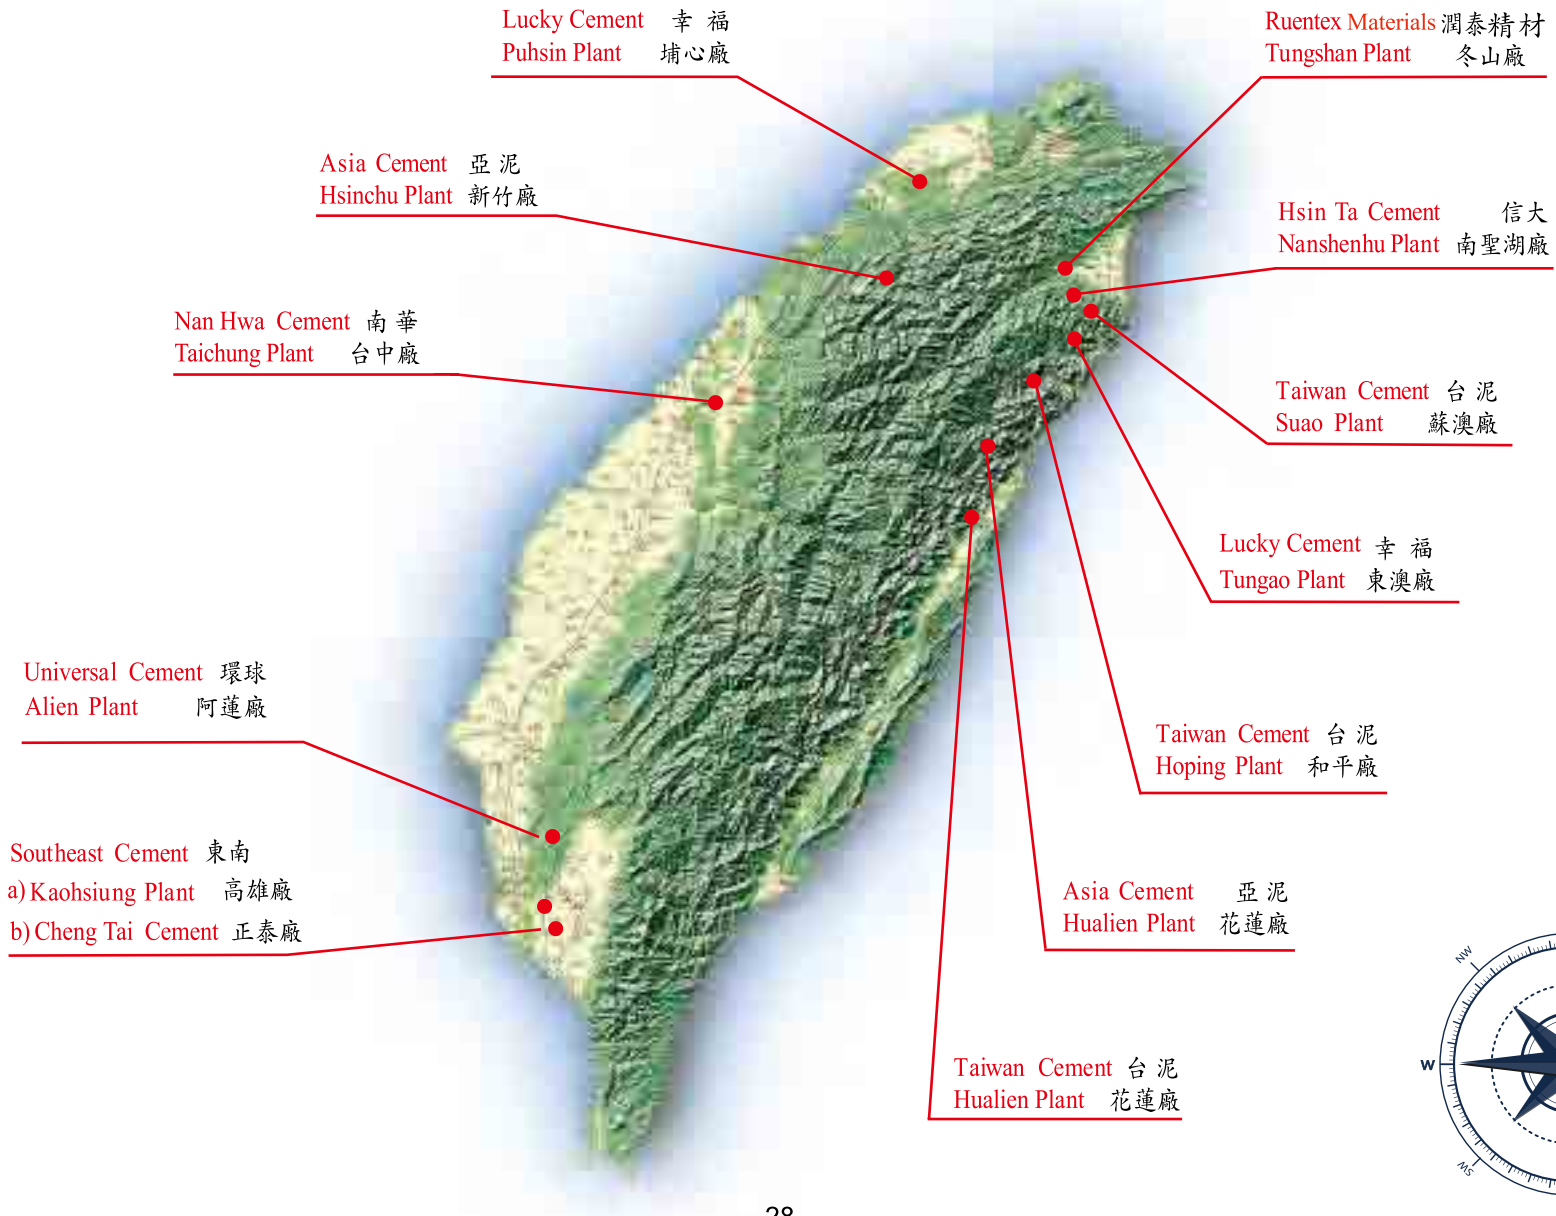 Lucky Cement 幸福
Puhsin Plant 埔心廠
Ruentex Materials 潤泰精材
Tungshan Plant 冬山廠
Asia Cement 亞泥
Hsinchu Plant 新竹廠
Hsin Ta Cement 信大
Nanshenhu Plant 南聖湖廠
Nan Hwa Cement 南華
Taichung Plant 台中廠
Taiwan Cement 台泥
Suao Plant 蘇澳廠
Lucky Cement 幸福
Tungao Plant 東澳廠
Universal Cement 環球
Alien Plant 阿蓮廠
Taiwan Cement 台泥
Hoping Plant 和平廠
Southeast Cement 東南
a) Kaohsiung Plant 高雄廠
b) Cheng Tai Cement 正泰廠
Asia Cement 亞泥
Hualien Plant 花蓮廠
Taiwan Cement 台泥
Hualien Plant 花蓮廠
NW
W
SW
28